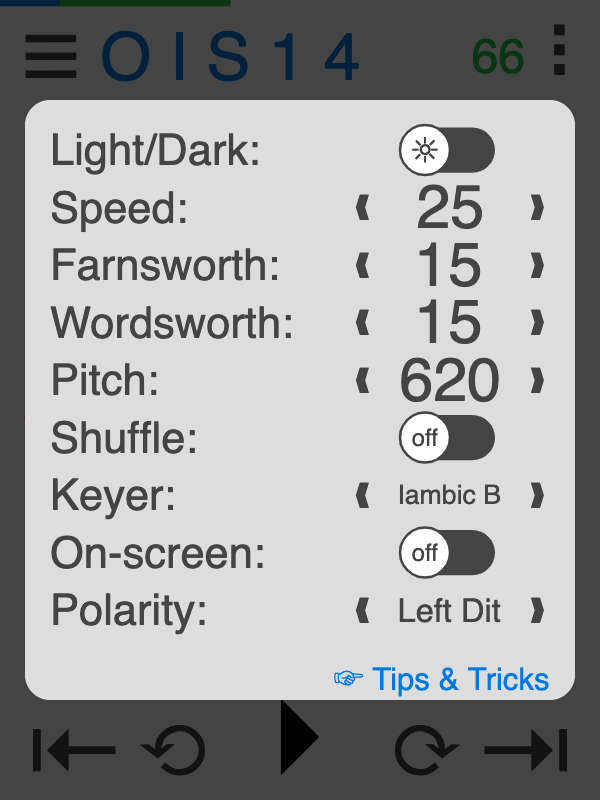 OIS14 66
Light/Dark:
Speed: 25
Farnsworth: 15
Wordsworth: 15
Pitch: 620
Shuffle: off
Keyer: Iambic B
On-screen: off
Polarity: Left Dit
☞ Tips & Tricks